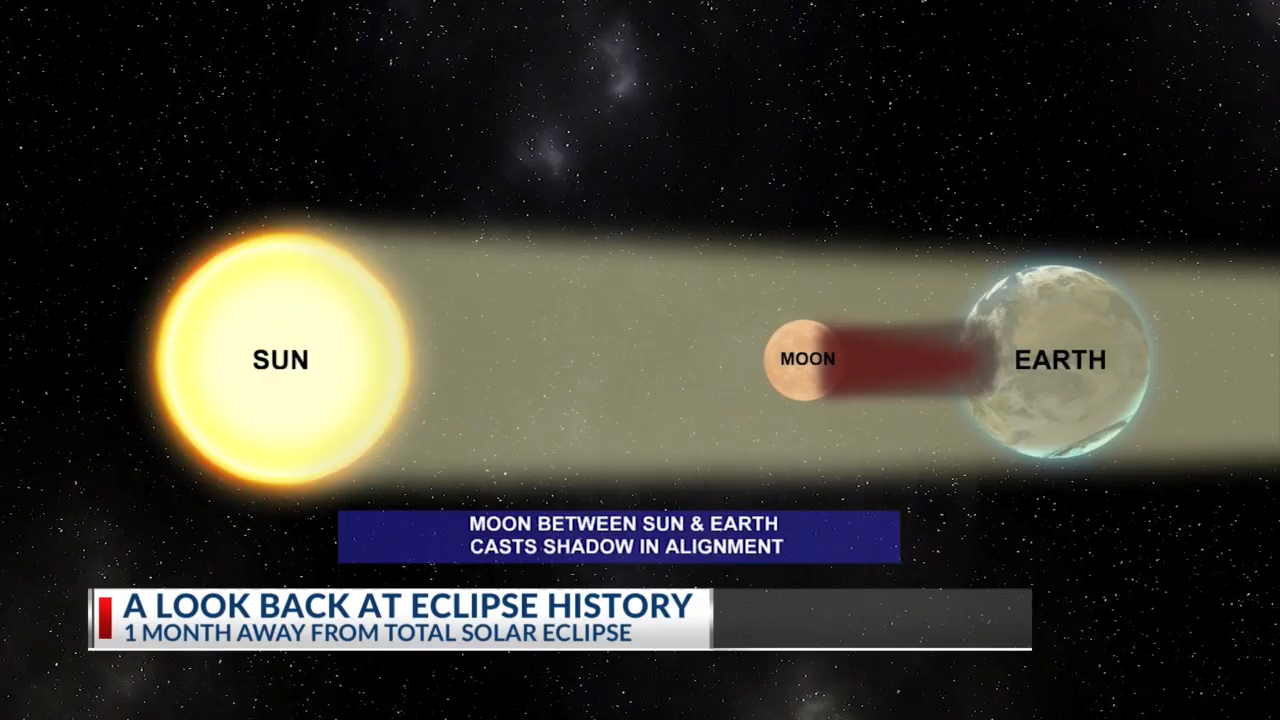 SUN
MOON
EARTH
MOON BETWEEN SUN & EARTH
CASTS SHADOW IN ALIGNMENT
A LOOK BACK AT ECLIPSE HISTORY
1 MONTH AWAY FROM TOTAL SOLAR ECLIPSE